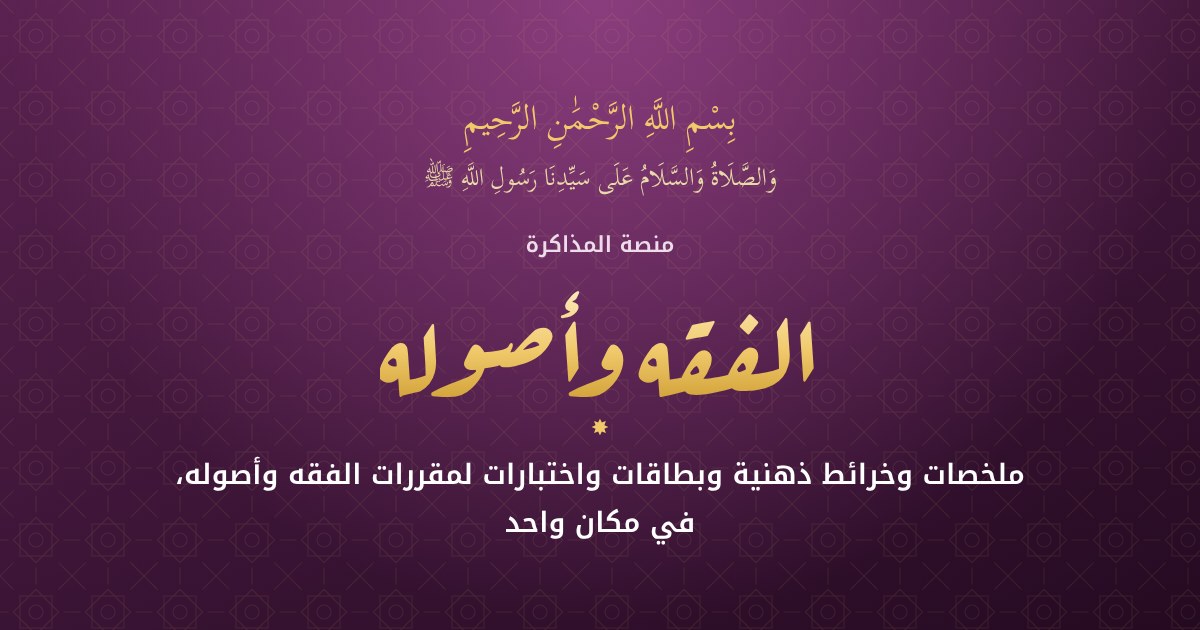 بِسْمِ اللَّهِ الرَّحْمَٰنِ الرَّحِيمِ
وَالصَّلَاةُ وَالسَّلَامُ عَلَى سَيِّدِنَا رَسُولِ اللَّهِ ﷺ
منصة المذاكرة
الفقه وأصوله
ملخصات وخرائط ذهنية وبطاقات واختبارات لمقررات الفقه وأصوله،
في مكان واحد